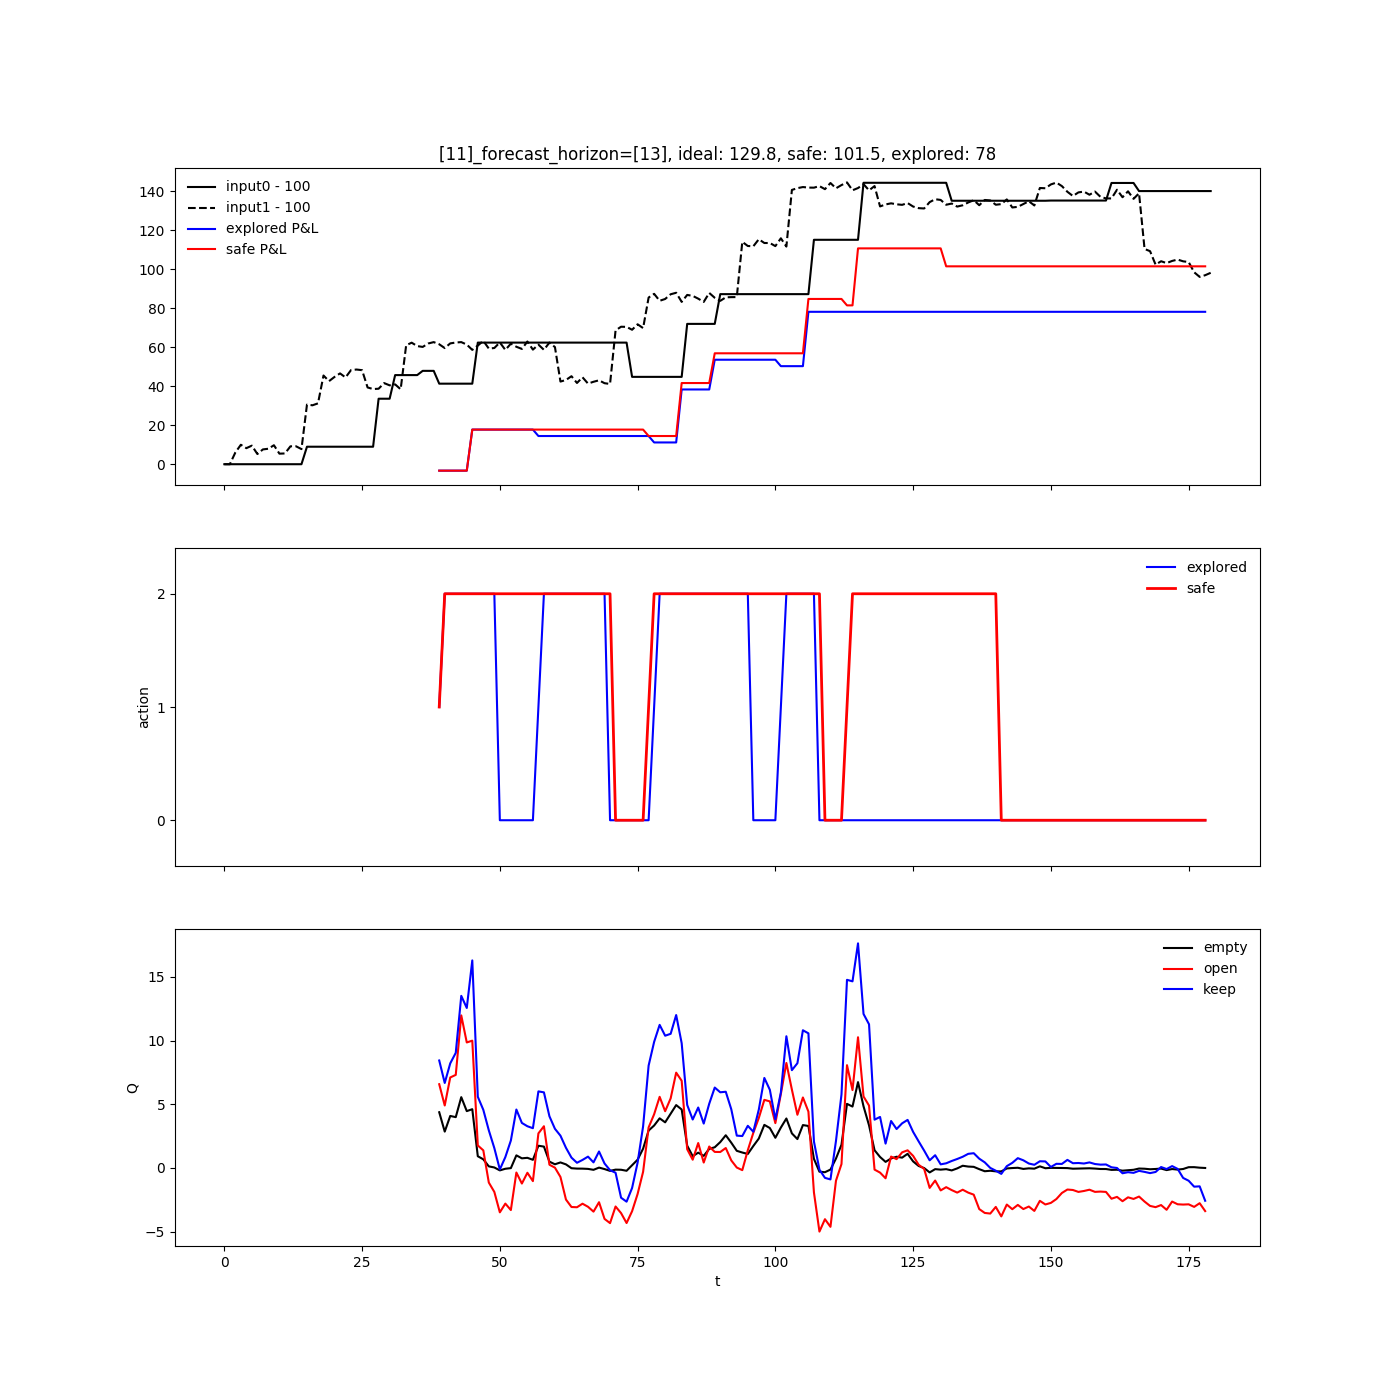 [11]_forecast_horizon=[13], ideal: 129.8, safe: 101.5, explored: 78
input0 - 100
input1 - 100
explored P&L
safe P&L
140
120
100
80
60
40
20
0
explored
safe
2
1
0
action
empty
open
keep
15
10
5
0
−5
Q
0 25 50 75 100 125 150 175
t